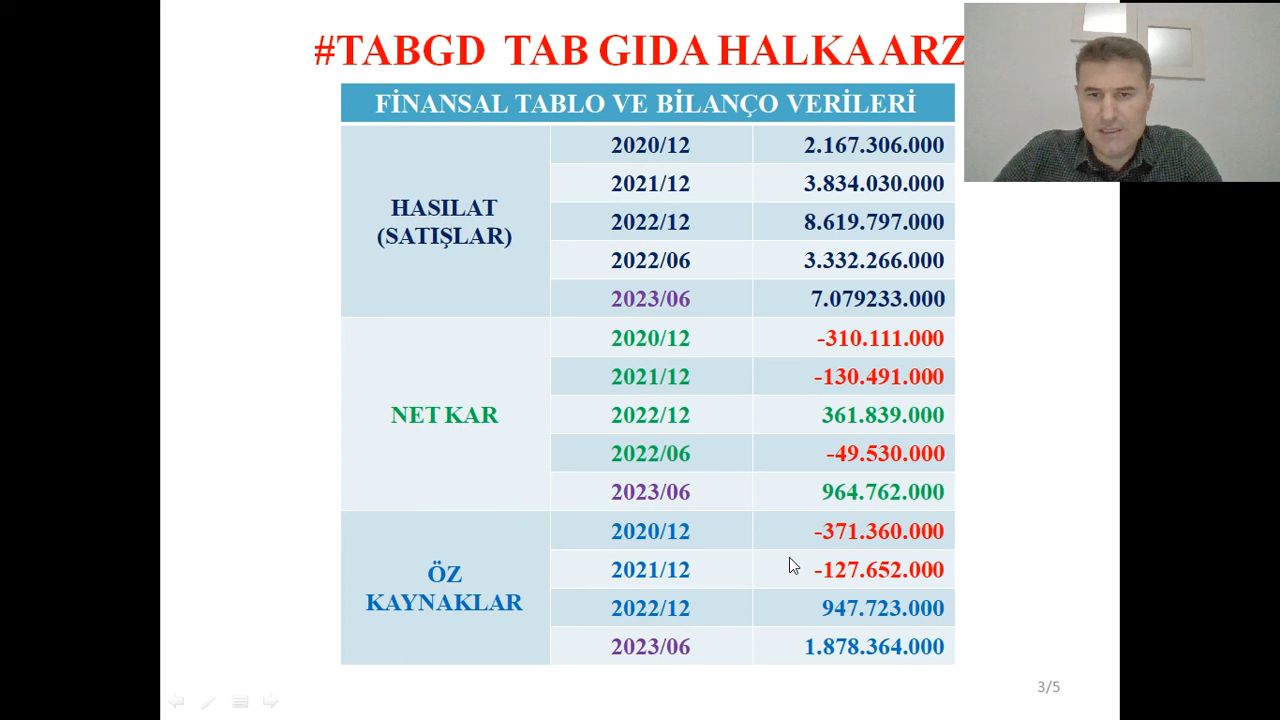 #TABGD TAB GIDA HALKA ARZ
FİNANSAL TABLO VE BİLANÇO VERİLERİ
HASILAT
(SATIŞLAR)
2020/12 2.167.306.000
2021/12 3.834.030.000
2022/12 8.619.797.000
2022/06 3.332.266.000
2023/06 7.079233.000
NET KAR
2020/12 -310.111.000
2021/12 -130.491.000
2022/12 361.839.000
2022/06 -49.530.000
2023/06 964.762.000
ÖZ
KAYNAKLAR
2020/12 -371.360.000
2021/12 -127.652.000
2022/12 947.723.000
2023/06 1.878.364.000
3/5